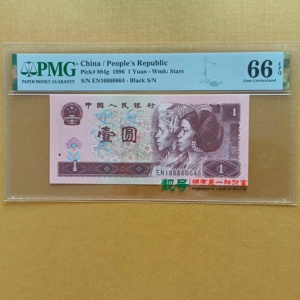 PMG
China / People's Republic
Pick# 884g 1996 1 Yuan - Wmk: Stars
S/N EN16666664 - Black S/N
66 EPQ
Gem Uncirculated
中国人民银行
1
壹圆
1